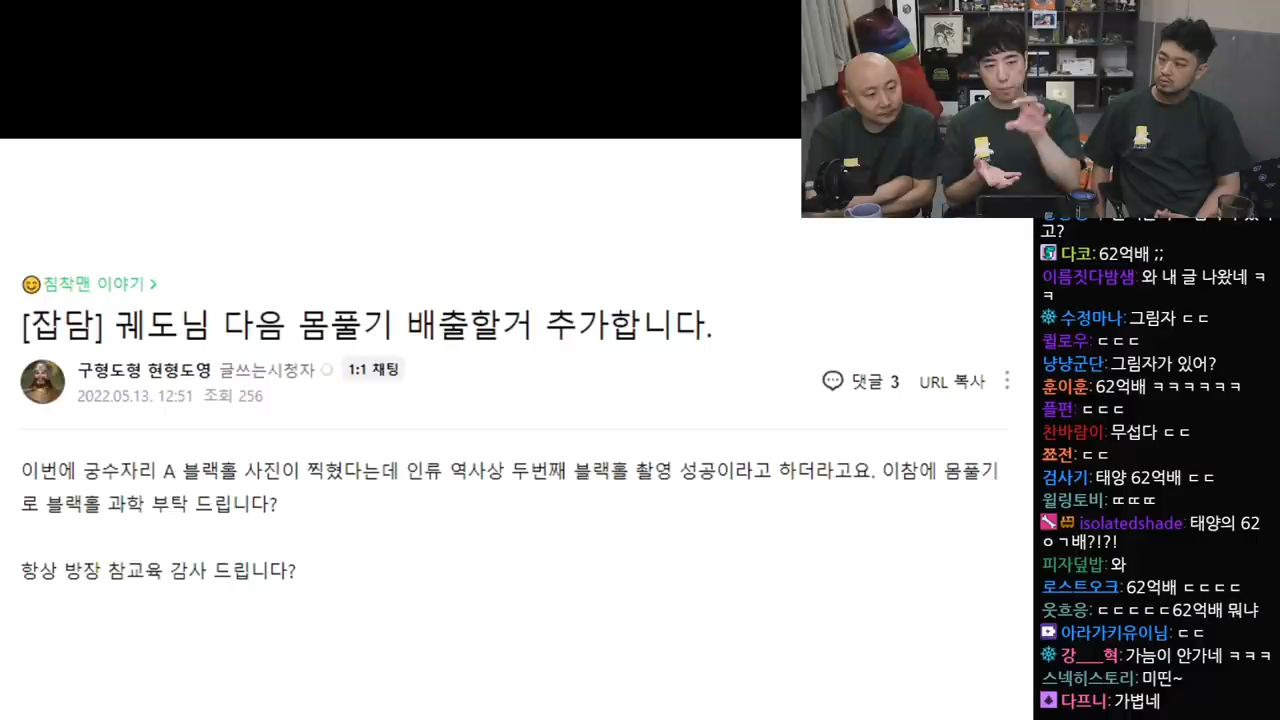 침착맨 이야기 >
[잡담] 궤도님 다음 몸풀기 배출할거 추가합니다.
구형도형 현형도영 글쓰는시청자 1:1 채팅
2022.05.13. 12:51 조회 256
댓글 3 URL 복사
이번에 궁수자리 A 블랙홀 사진이 찍혔다는데 인류 역사상 두번째 블랙홀 촬영 성공이라고 하더라고요. 이참에 몸풀기
로 블랙홀 과학 부탁 드립니다?
항상 방장 참교육 감사 드립니다?
고?
다코: 62억배 ;;
이름짓다밤샘: 와 내 글 나왔네 ㅋ
ㅋ
수정마나: 그림자 ㄷㄷ
퀼로우: ㄷㄷㄷ
냥냥군단: 그림자가 있어?
훈이훈: 62억배 ㅋㅋㅋㅋㅋㅋ
플펀: ㄷㄷㄷ
찬바람이: 무섭다 ㄷㄷ
쪼전: ㄷㄷ
검사기: 태양 62억배 ㄷㄷ
윌링토비: ㄸㄸㄸ
isolatedshade: 태양의 62
ㅇㄱ배?!?!
피자덮밥: 와
로스트오크: 62억배 ㄷㄷㄷㄷ
웃흐응: ㄷㄷㄷㄷㄷ62억배 뭐냐
아라가키유이님: ㄷㄷ
강___혁: 가늠이 안가네 ㅋㅋㅋ
스넥히스토리: 미띤~
다프니: 가볍네